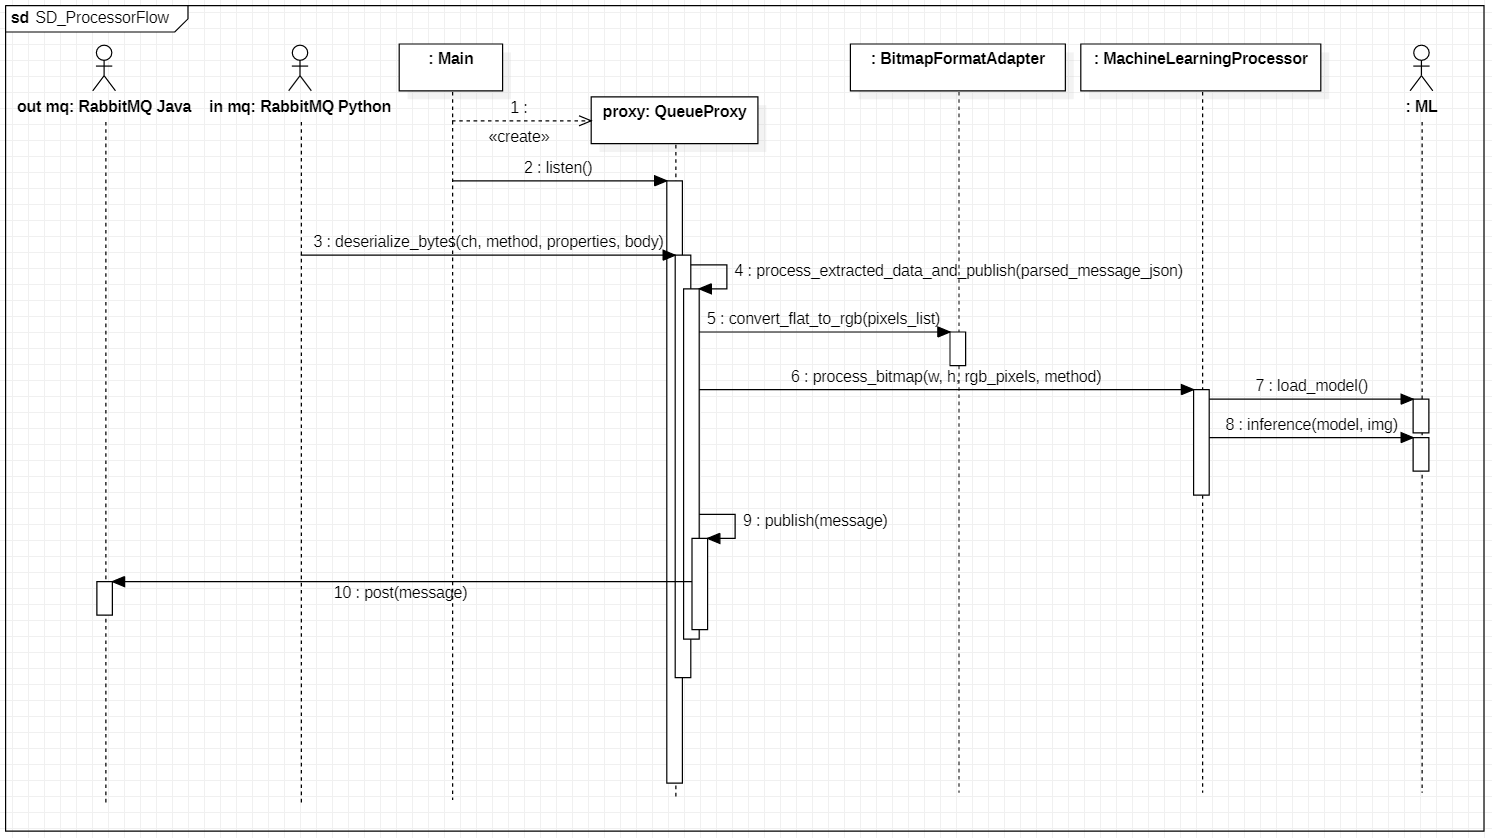 sd SD_ProcessorFlow
out mq: RabbitMQ Java
in mq: RabbitMQ Python
: Main
proxy: QueueProxy
: BitmapFormatAdapter
: MachineLearningProcessor
: ML
1 :
«create»
2 : listen()
3 : deserialize_bytes(ch, method, properties, body)
4 : process_extracted_data_and_publish(parsed_message_json)
5 : convert_flat_to_rgb(pixels_list)
6 : process_bitmap(w, h, rgb_pixels, method)
7 : load_model()
8 : inference(model, img)
9 : publish(message)
10 : post(message)